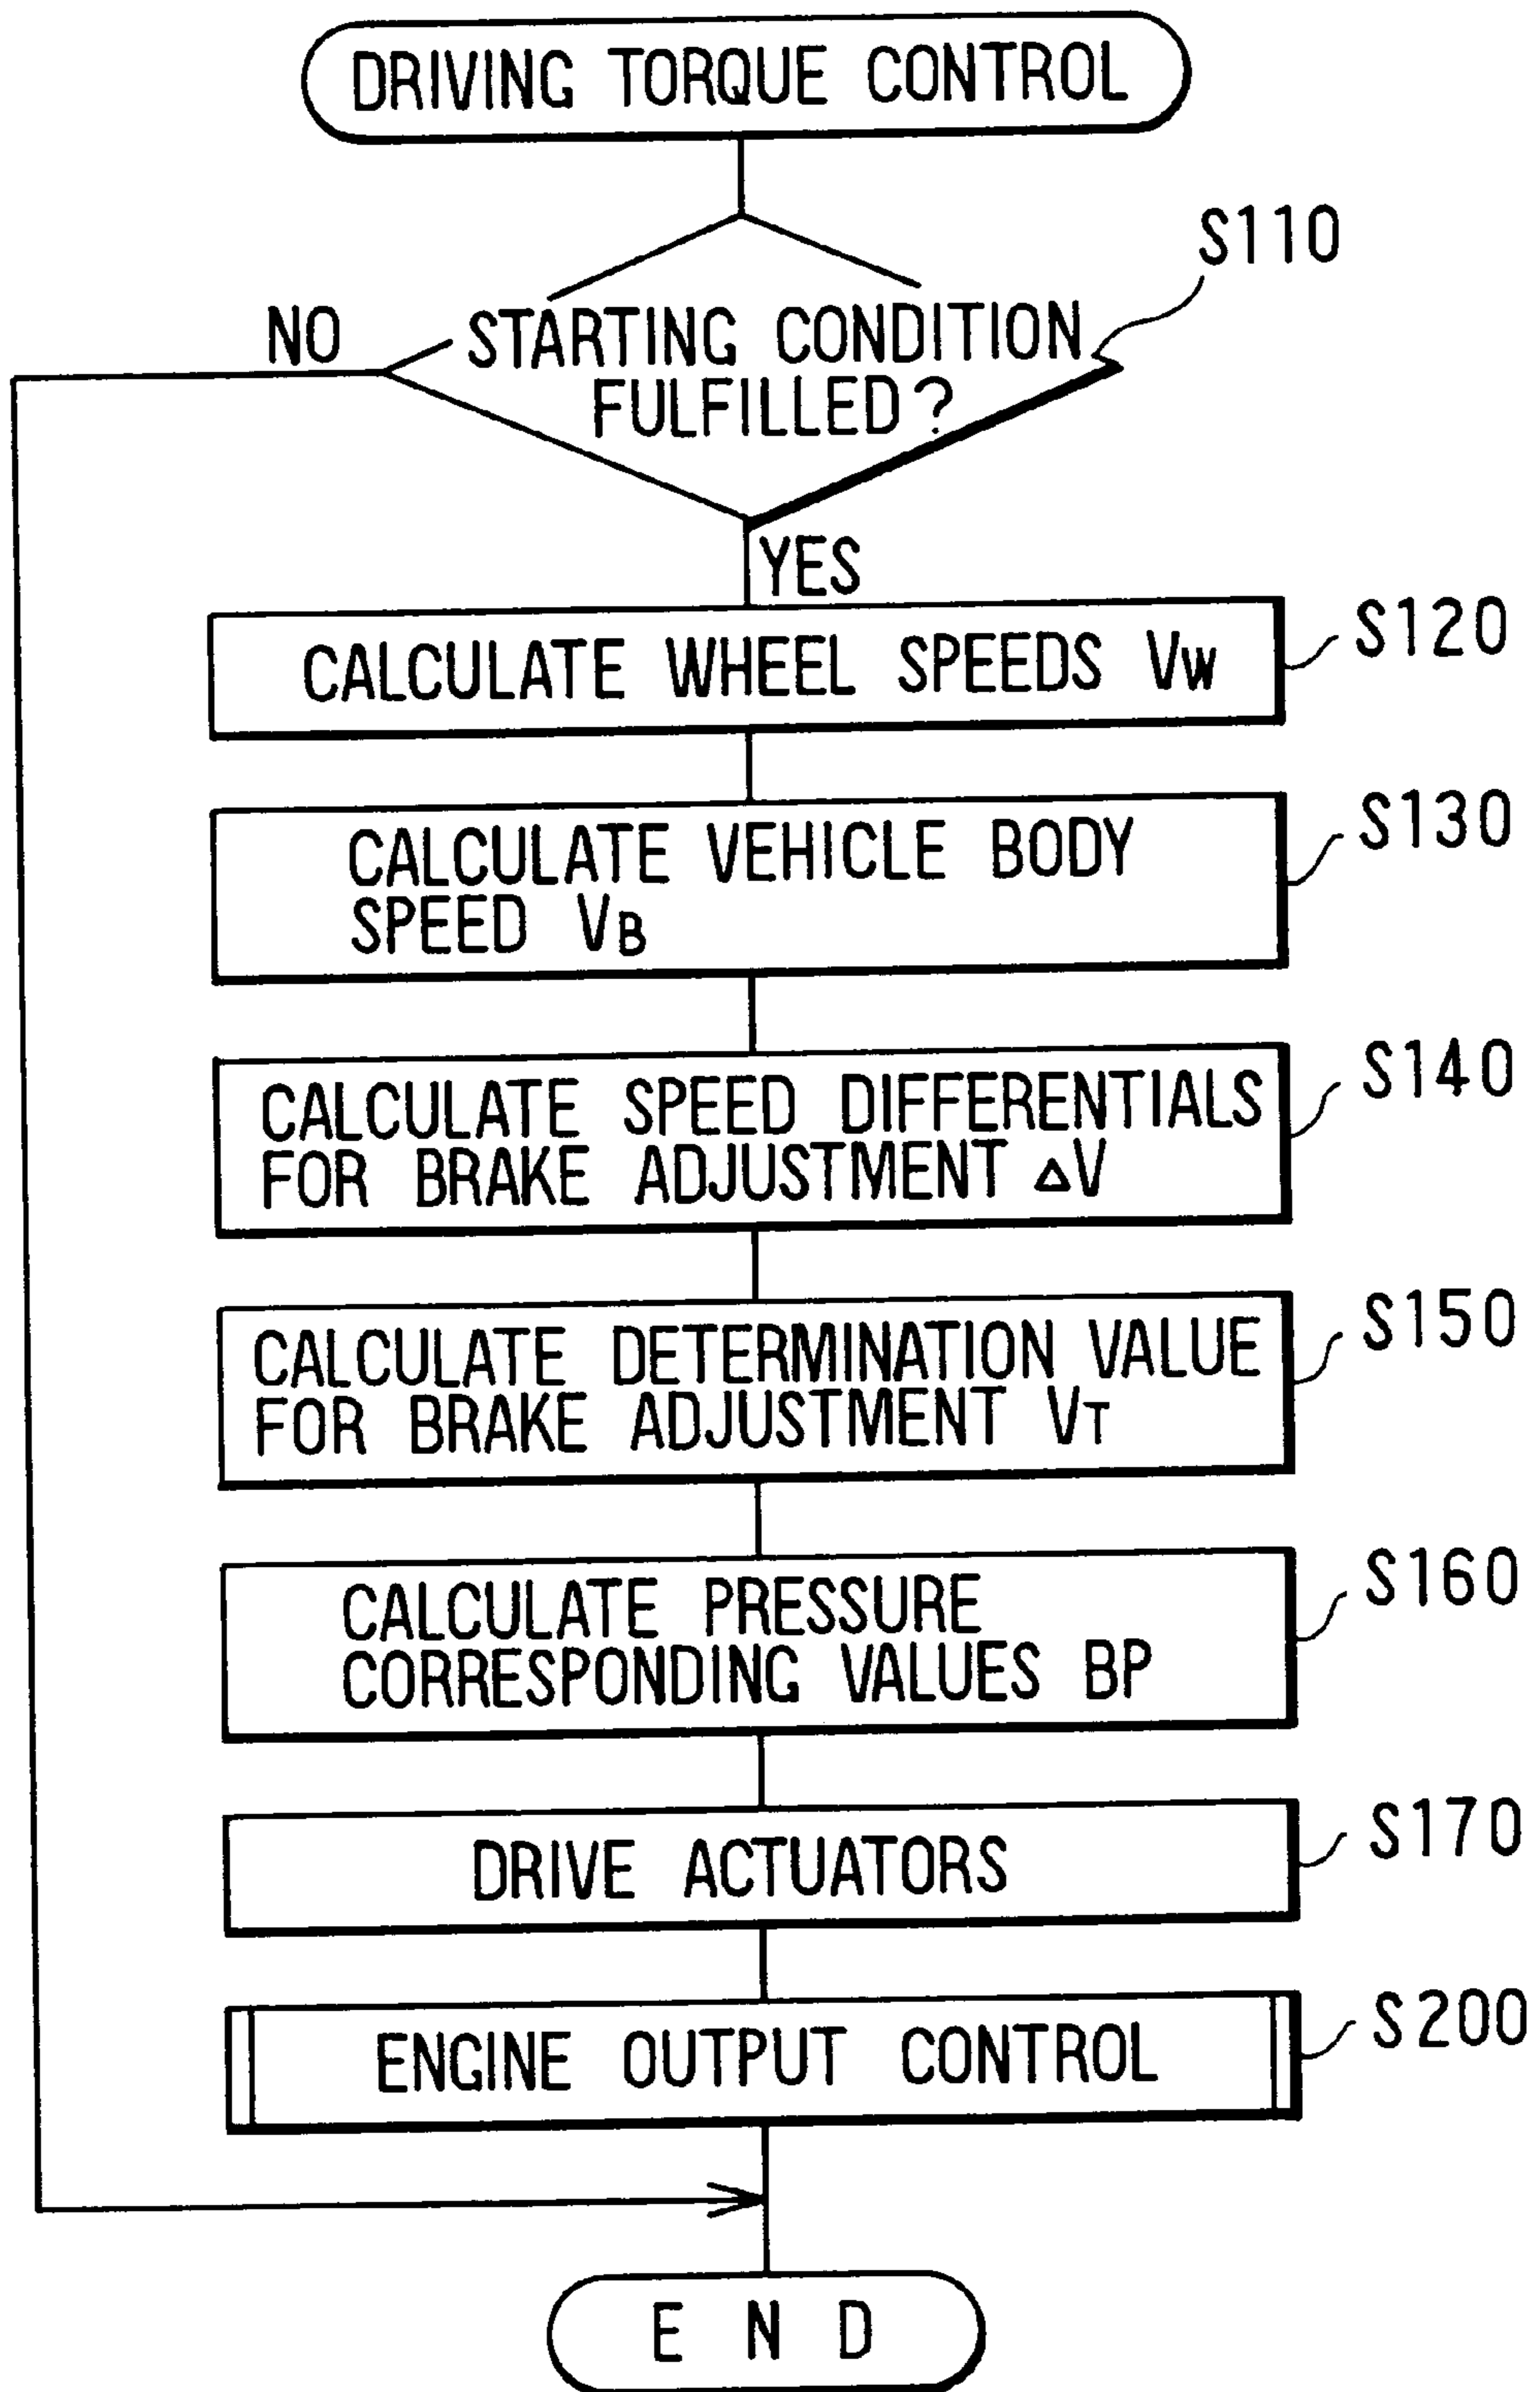 DRIVING TORQUE CONTROL
S110
NO
STARTING CONDITION
FULFILLED?
YES
CALCULATE WHEEL SPEEDS VW
S120
CALCULATE VEHICLE BODY
SPEED VB
S130
CALCULATE SPEED DIFFERENTIALS
FOR BRAKE ADJUSTMENT ΔV
S140
CALCULATE DETERMINATION VALUE
FOR BRAKE ADJUSTMENT VT
S150
CALCULATE PRESSURE
CORRESPONDING VALUES BP
S160
DRIVE ACTUATORS
S170
ENGINE OUTPUT CONTROL
S200
END